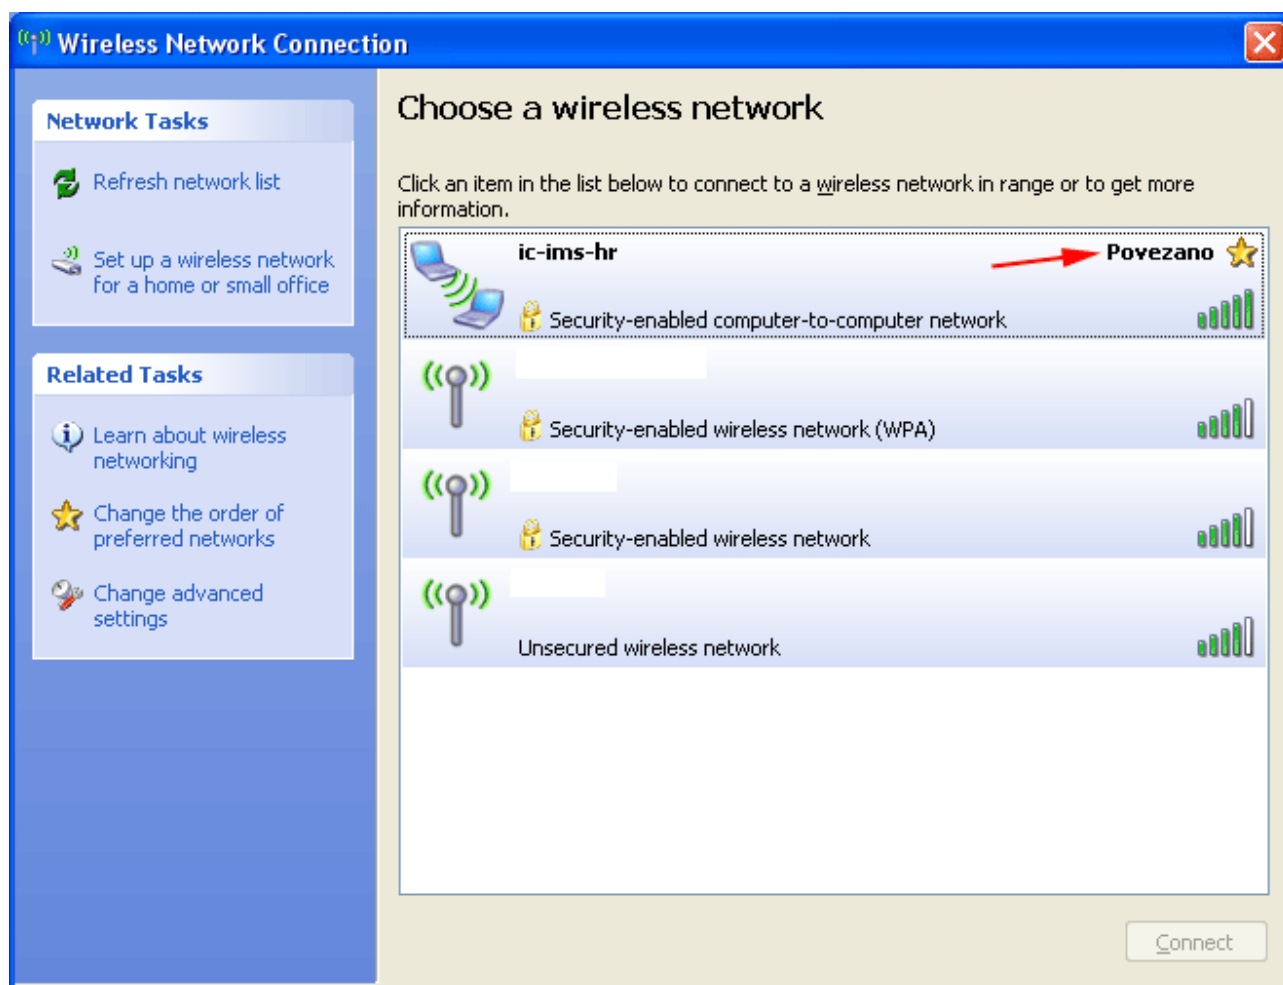 Wireless Network Connection
Network Tasks
Refresh network list
Set up a wireless network
for a home or small office
Related Tasks
Learn about wireless
networking
Change the order of
preferred networks
Change advanced
settings
Choose a wireless network
Click an item in the list below to connect to a wireless network in range or to get more
information.
ic-ims-hr
Povezano
Security-enabled computer-to-computer network
Security-enabled wireless network (WPA)
Security-enabled wireless network
Unsecured wireless network
Connect